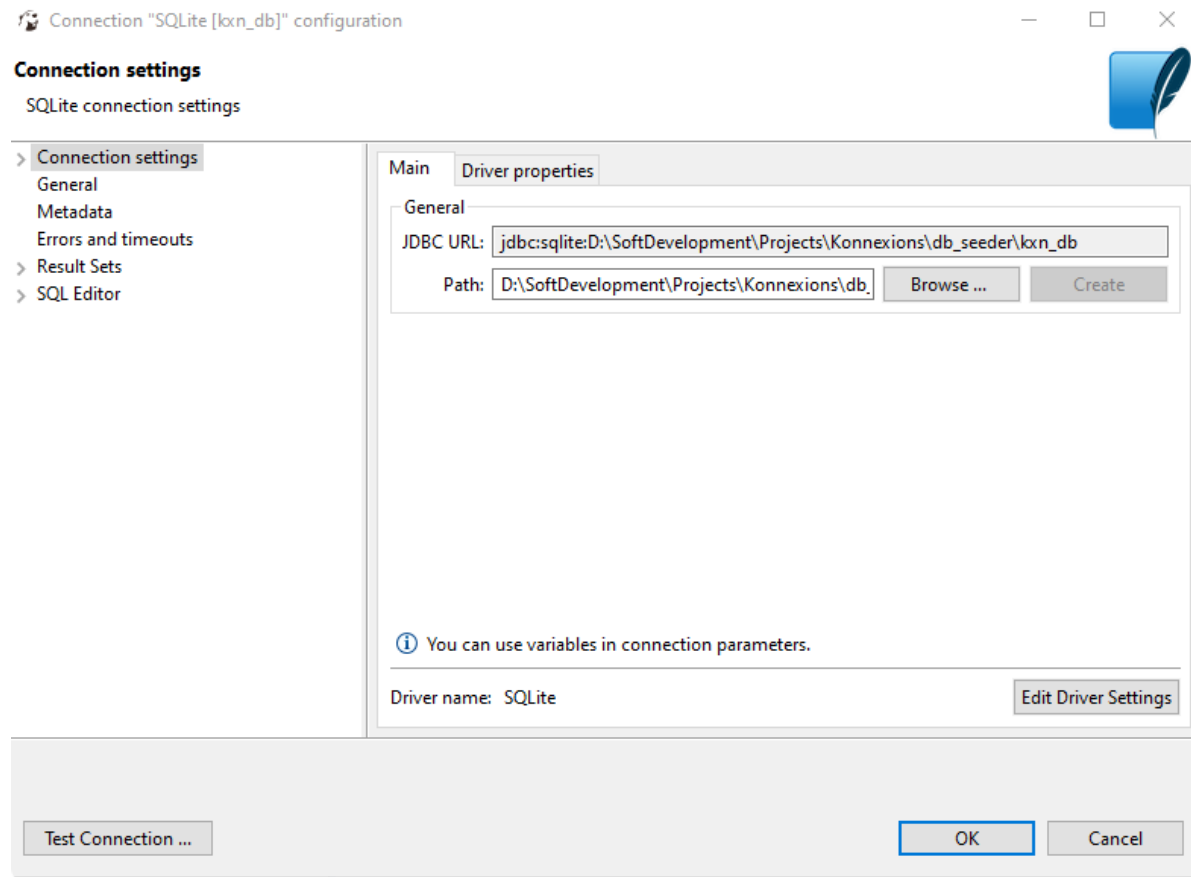 Connection "SQLite [kxn_db]" configuration
Connection settings
SQLite connection settings
Connection settings
General
Metadata
Errors and timeouts
Result Sets
SQL Editor
Main Driver properties
General
JDBC URL: jdbc:sqlite:D:\SoftDevelopment\Projects\Konnexions\db_seeder\kxn_db
Path: D:\SoftDevelopment\Projects\Konnexions\db_ Browse ... Create
You can use variables in connection parameters.
Driver name: SQLite Edit Driver Settings
Test Connection ... OK Cancel